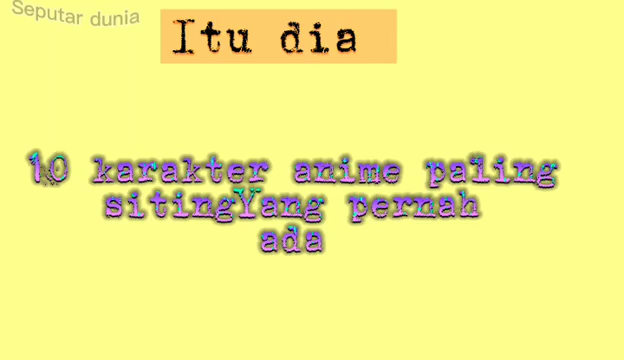 Seputar dunia
Itu dia
10 karakter anime paling
sitingYang pernah
ada